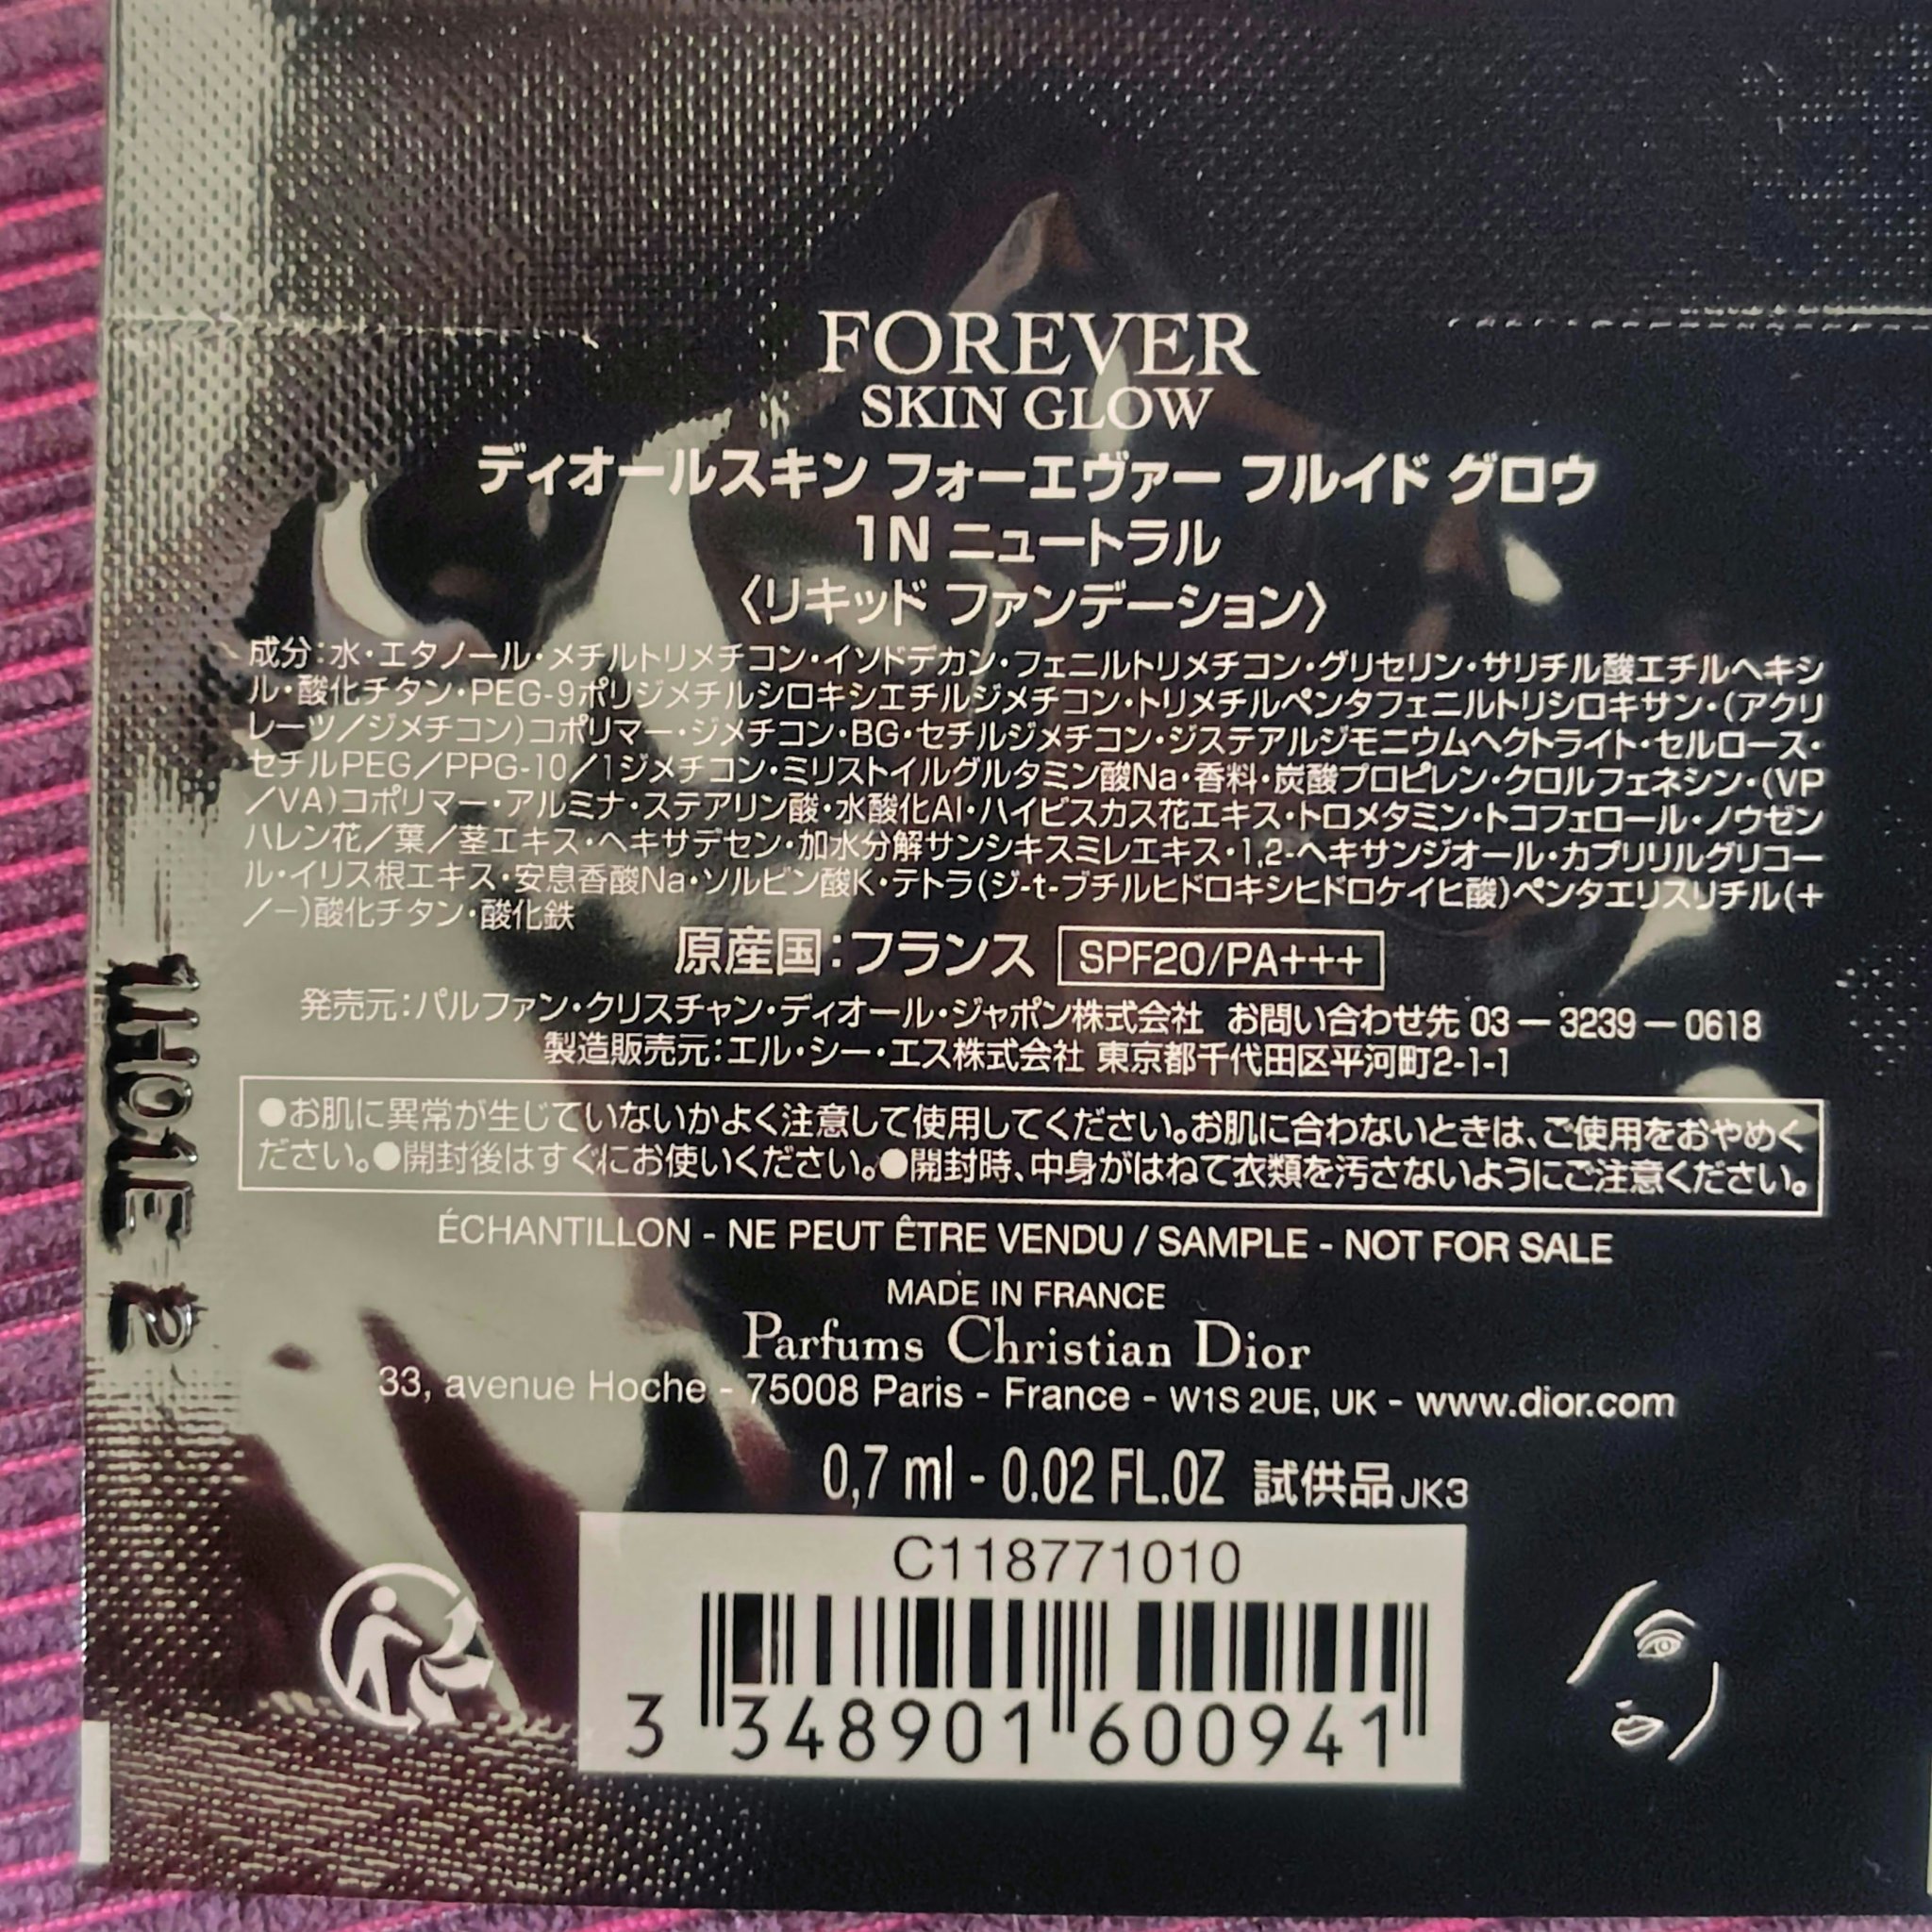 FOREVER
SKIN GLOW
ディオールスキン フォーエヴァー フルイド グロウ
1N ニュートラル
〈リキッド ファンデーション〉
成分:水・エタノール・メチルトリメチコン・イソドデカン・フェニルトリメチコン・グリセリン・サリチル酸エチルヘキシ
ル・酸化チタン・PEG-9ポリジメチルシロキシエチルジメチコン・トリメチルペンタフェニルトリシロキサン・(アクリ
レーツ/ジメチコン)コポリマー・ジメチコン・BG・セチルジメチコン・ジステアルジモニウムヘクトライト・セルロース・
セチルPEG/PPG-10/1ジメチコン・ミリストイルグルタミン酸Na・香料・炭酸プロピレン・クロルフェネシン・(VP
/VA)コポリマー・アルミナ・ステアリン酸・水酸化Al・ハイビスカス花エキス・トロメタミン・トコフェロール・ノウゼン
ハレン花/葉/茎エキス・ヘキサデセン・加水分解サンシキスミレエキス・1,2-ヘキサンジオール・カプリリルグリコー
ル・イリス根エキス・安息香酸Na・ソルビン酸K・テトラ(ジ-t-ブチルヒドロキシヒドロケイヒ酸)ペンタエリスリチル(+
/−)酸化チタン・酸化鉄
原産国:フランス SPF20/PA+++
発売元:パルファン・クリスチャン・ディオール・ジャポン株式会社 お問い合わせ先 03−3239−0618
製造販売元:エル・シー・エス株式会社 東京都千代田区平河町2-1-1
●お肌に異常が生じていないかよく注意して使用してください。お肌に合わないときは、ご使用をおやめく
ださい。●開封後はすぐにお使いください。●開封時、中身がはねて衣類を汚さないようにご注意ください。
ÉCHANTILLON - NE PEUT ÊTRE VENDU / SAMPLE - NOT FOR SALE
MADE IN FRANCE
Parfums Christian Dior
33, avenue Hoche - 75008 Paris - France - W1S 2UE, UK - www.dior.com
0,7 ml - 0.02 FL.OZ 試供品 JK3
C118771010
3 348901 600941
1H01E 2